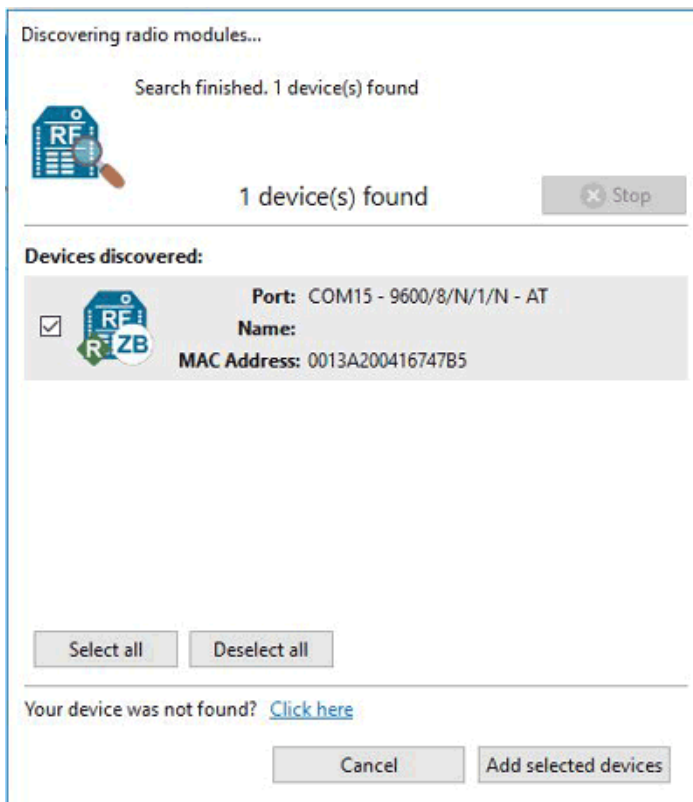 Discovering radio modules...
Search finished. 1 device(s) found
RF
1 device(s) found
Stop
Devices discovered:
RF
R
ZB
Port: COM15 - 9600/8/N/1/N - AT
Name:
MAC Address: 0013A200416747B5
Select all
Deselect all
Your device was not found? Click here
Cancel
Add selected devices